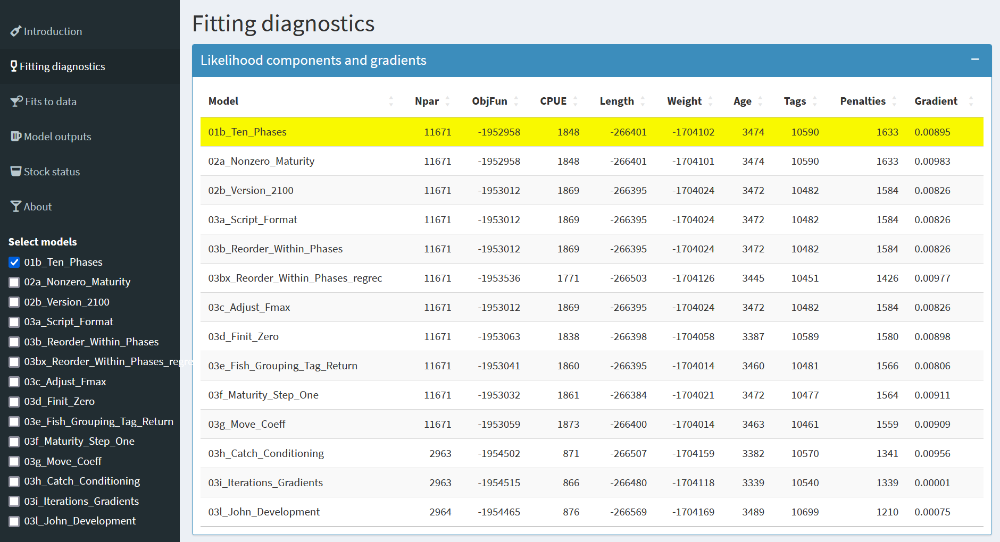 Introduction
Fitting diagnostics
Fits to data
Model outputs
Stock status
About
Select models
01b_Ten_Phases
02a_Nonzero_Maturity
02b_Version_2100
03a_Script_Format
03b_Reorder_Within_Phases
03bx_Reorder_Within_Phases_regre
03c_Adjust_Fmax
03d_Finit_Zero
03e_Fish_Grouping_Tag_Return
03f_Maturity_Step_One
03g_Move_Coeff
03h_Catch_Conditioning
03i_Iterations_Gradients
03l_John_Development
Fitting diagnostics
Likelihood components and gradients
Model Npar ObjFun CPUE Length Weight Age Tags Penalties Gradient
01b_Ten_Phases 11671 -1952958 1848 -266401 -1704102 3474 10590 1633 0.00895
02a_Nonzero_Maturity 11671 -1952958 1848 -266401 -1704101 3474 10590 1633 0.00983
02b_Version_2100 11671 -1953012 1869 -266395 -1704024 3472 10482 1584 0.00826
03a_Script_Format 11671 -1953012 1869 -266395 -1704024 3472 10482 1584 0.00826
03b_Reorder_Within_Phases 11671 -1953012 1869 -266395 -1704024 3472 10482 1584 0.00826
03bx_Reorder_Within_Phases_regrec 11671 -1953536 1771 -266503 -1704126 3445 10451 1426 0.00977
03c_Adjust_Fmax 11671 -1953012 1869 -266395 -1704024 3472 10482 1584 0.00826
03d_Finit_Zero 11671 -1953063 1838 -266398 -1704058 3387 10589 1580 0.00898
03e_Fish_Grouping_Tag_Return 11671 -1953041 1860 -266395 -1704014 3460 10481 1566 0.00806
03f_Maturity_Step_One 11671 -1953032 1861 -266384 -1704021 3472 10477 1564 0.00911
03g_Move_Coeff 11671 -1953059 1873 -266400 -1704014 3463 10461 1559 0.00909
03h_Catch_Conditioning 2963 -1954502 871 -266507 -1704159 3382 10570 1341 0.00956
03i_Iterations_Gradients 2963 -1954515 866 -266480 -1704118 3339 10540 1339 0.00001
03l_John_Development 2964 -1954465 876 -266569 -1704169 3489 10699 1210 0.00075